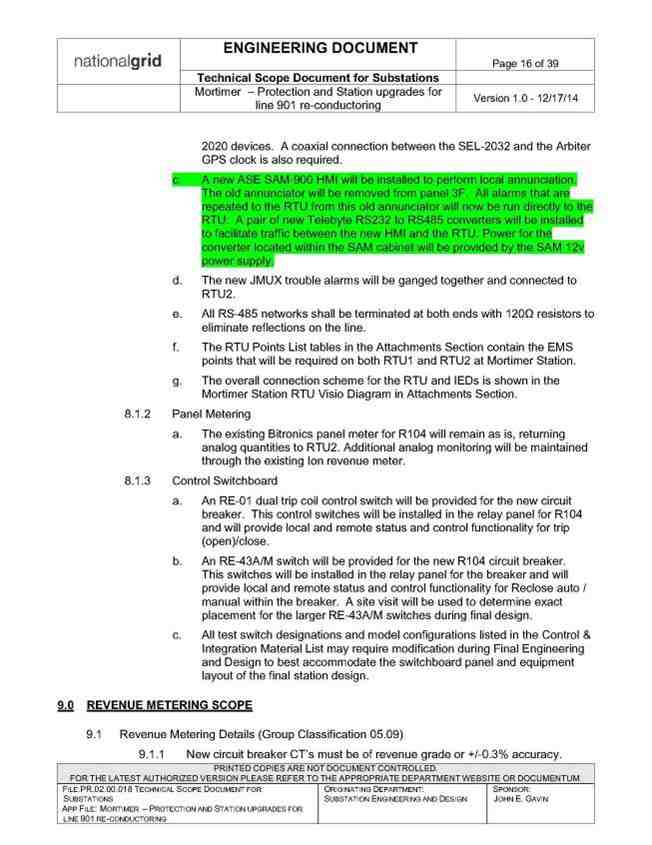 nationalgrid
ENGINEERING DOCUMENT
Page 16 of 39
Technical Scope Document for Substations
Mortimer – Protection and Station upgrades for
line 901 re-conductoring
Version 1.0 - 12/17/14
2020 devices. A coaxial connection between the SEL-2032 and the Arbiter
GPS clock is also required.
c. A new ASE SAM-900 HMI will be installed to perform local annunciation.
The old annunciator will be removed from panel 3F. All alarms that are
repeated to the RTU from this old annunciator will now be run directly to the
RTU. A pair of new Telebyte RS232 to RS485 converters will be installed
to facilitate traffic between the new HMI and the RTU. Power for the
converter located within the SAM cabinet will be provided by the SAM 12v
power supply.
d. The new JMUX trouble alarms will be ganged together and connected to
RTU2.
e. All RS-485 networks shall be terminated at both ends with 120Ω resistors to
eliminate reflections on the line.
f. The RTU Points List tables in the Attachments Section contain the EMS
points that will be required on both RTU1 and RTU2 at Mortimer Station.
g. The overall connection scheme for the RTU and IEDs is shown in the
Mortimer Station RTU Visio Diagram in Attachments Section.
8.1.2 Panel Metering
a. The existing Bitronics panel meter for R104 will remain as is, returning
analog quantities to RTU2. Additional analog monitoring will be maintained
through the existing Ion revenue meter.
8.1.3 Control Switchboard
a. An RE-01 dual trip coil control switch will be provided for the new circuit
breaker. This control switches will be installed in the relay panel for R104
and will provide local and remote status and control functionality for trip
(open)/close.
b. An RE-43A/M switch will be provided for the new R104 circuit breaker.
This switches will be installed in the relay panel for the breaker and will
provide local and remote status and control functionality for Reclose auto /
manual within the breaker. A site visit will be used to determine exact
placement for the larger RE-43A/M switches during final design.
c. All test switch designations and model configurations listed in the Control &
Integration Material List may require modification during Final Engineering
and Design to best accommodate the switchboard panel and equipment
layout of the final station design.
9.0 REVENUE METERING SCOPE
9.1 Revenue Metering Details (Group Classification 05.09)
9.1.1 New circuit breaker CT's must be of revenue grade or +/-0.3% accuracy.
PRINTED COPIES ARE NOT DOCUMENT CONTROLLED.
FOR THE LATEST AUTHORIZED VERSION PLEASE REFER TO THE APPROPRIATE DEPARTMENT WEBSITE OR DOCUMENTUM.
FILE:PR.02.00.018 TECHNICAL SCOPE DOCUMENT FOR
SUBSTATIONS
APP FILE: MORTIMER – PROTECTION AND STATION UPGRADES FOR
LINE 901 RE-CONDUCTORING
ORIGINATING DEPARTMENT:
SUBSTATION ENGINEERING AND DESIGN
SPONSOR:
JOHN E. GAVIN